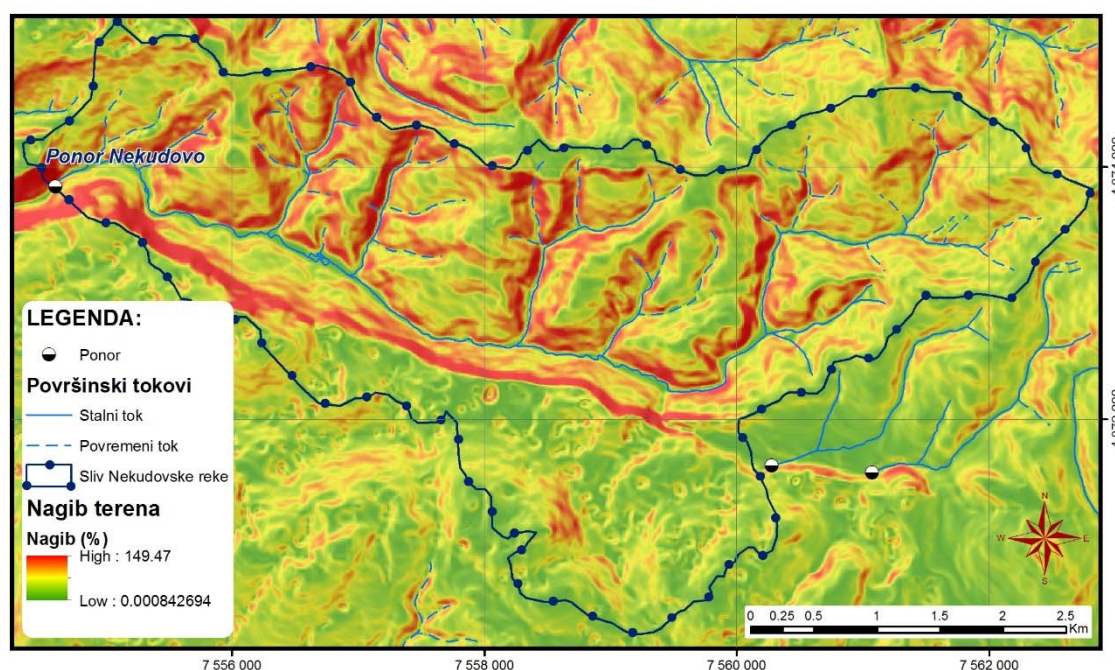 Ponor Nekudovo
LEGENDA:
Ponor
Površinski tokovi
Stalni tok
Povremeni tok
Sliv Nekudovske reke
Nagib terena
Nagib (%)
High : 149.47
Low : 0.000842694
N
W E
S
0 0.25 0.5 1 1.5 2 2.5
Km
7 556 000 7 558 000 7 560 000 7 562 000